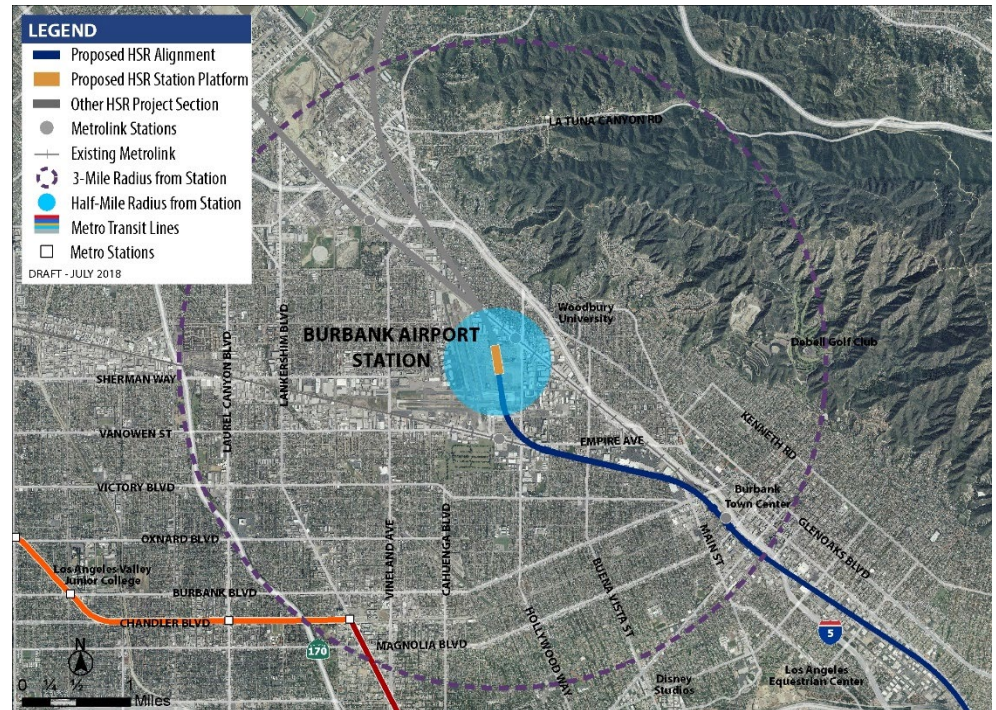 LEGEND
Proposed HSR Alignment
Proposed HSR Station Platform
Other HSR Project Section
Metrolink Stations
Existing Metrolink
3-Mile Radius from Station
Half-Mile Radius from Station
Metro Transit Lines
Metro Stations
DRAFT - JULY 2018
LA TUNA CANYON RD
Woodbury
University
BURBANK AIRPORT
STATION
Debell Golf Club
LANKERSHIM BLVD
LAUREL CANYON BLVD
SHERMAN WAY
VANOWEN ST
EMPIRE AVE
KENNETH RD
VICTORY BLVD
Burbank
Town Center
GLENOAKS BLVD
MAIN ST
OXNARD BLVD
VINELAND AVE
CAHUENGA BLVD
BUENA VISTA ST
HOLLYWOOD WAY
Los Angeles Valley
Junior College
BURBANK BLVD
CHANDLER BLVD
MAGNOLIA BLVD
170
5
N
Los Angeles
Equestrian Center
Disney
Studios
0 ¼ ½ 1
Miles